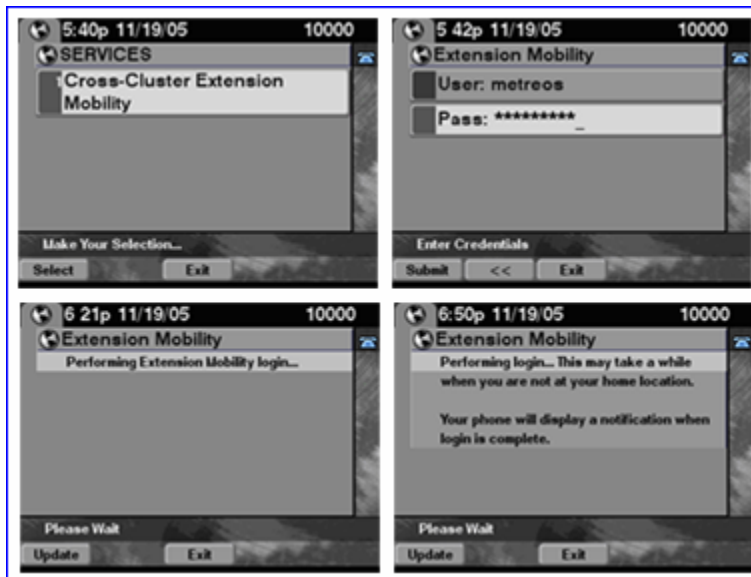 5:40p 11/19/05 10000
SERVICES
Cross-Cluster Extension
Mobility
Make Your Selection...
Select Exit
5 42p 11/19/05 10000
Extension Mobility
User: metreos
Pass: *********_
Enter Credentials
Submit << Exit
6 21p 11/19/05 10000
Extension Mobility
Performing Extension Mobility login...
Please Wait
Update Exit
6:50p 11/19/05 10000
Extension Mobility
Performing login... This may take a while
when you are not at your home location.
Your phone will display a notification when
login is complete.
Please Wait
Update Exit